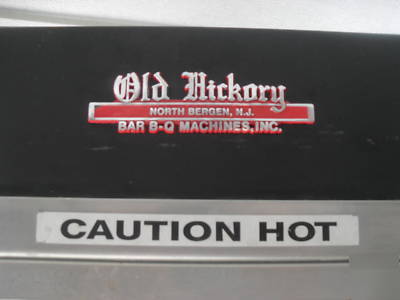 Old Hickory
NORTH BERGEN, N.J.
BAR B-Q MACHINES, INC.
CAUTION HOT